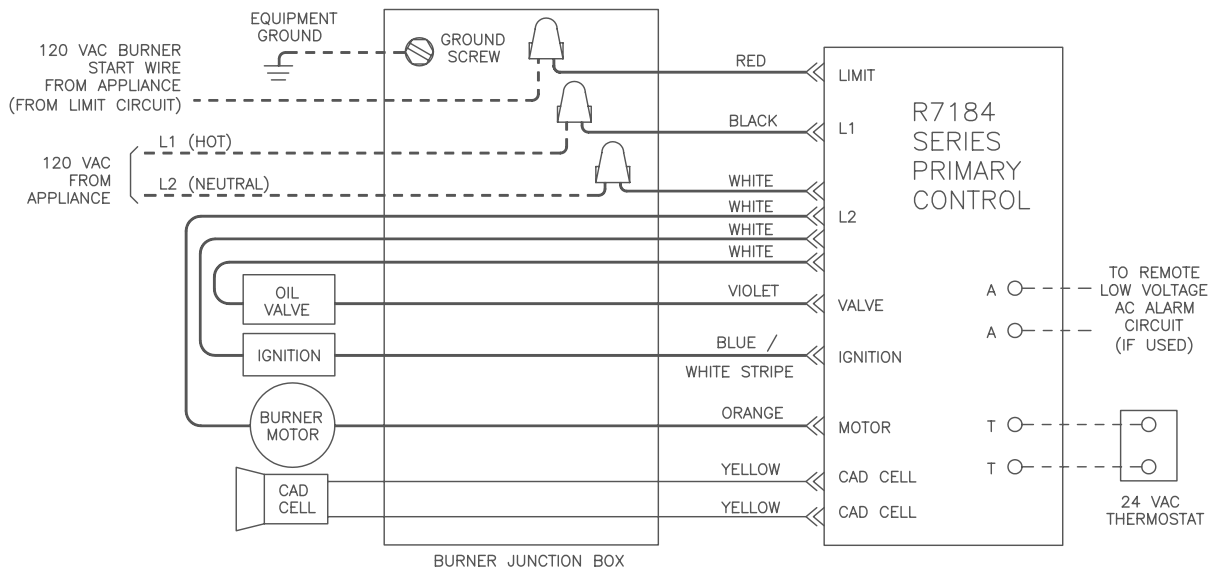 EQUIPMENT
GROUND
120 VAC BURNER
START WIRE
FROM APPLIANCE
(FROM LIMIT CIRCUIT)
GROUND
SCREW
L1 (HOT)
120 VAC
FROM
APPLIANCE
L2 (NEUTRAL)
RED
BLACK
WHITE
WHITE
WHITE
WHITE
VIOLET
BLUE /
WHITE STRIPE
ORANGE
YELLOW
YELLOW
OIL
VALVE
IGNITION
BURNER
MOTOR
CAD
CELL
BURNER JUNCTION BOX
LIMIT
L1
L2
VALVE
IGNITION
MOTOR
CAD CELL
CAD CELL
R7184
SERIES
PRIMARY
CONTROL
A
A
T
T
TO REMOTE
LOW VOLTAGE
AC ALARM
CIRCUIT
(IF USED)
24 VAC
THERMOSTAT